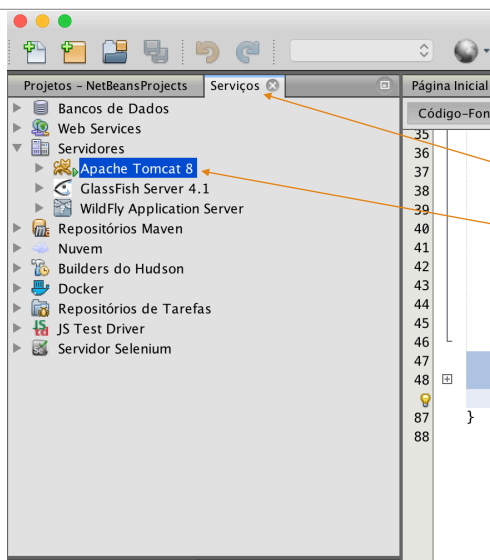 Projetos – NetBeansProjects
Serviços
Bancos de Dados
Web Services
Servidores
Apache Tomcat 8
GlassFish Server 4.1
WildFly Application Server
Repositórios Maven
Nuvem
Builders do Hudson
Docker
Repositórios de Tarefas
JS Test Driver
Servidor Selenium
Página Inicial
Código-Fon
35
36
37
38
39
40
41
42
43
44
45
46
47
48
87 }
88